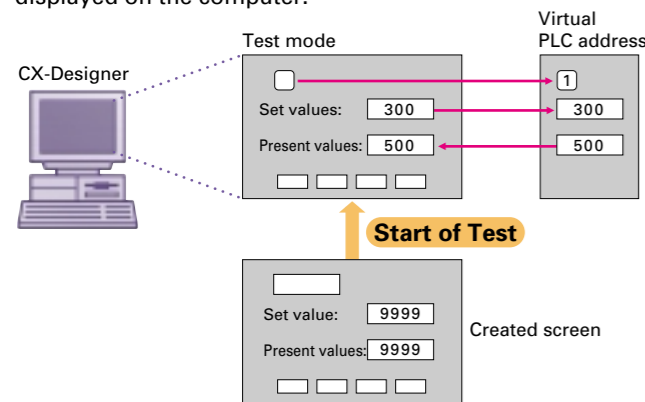 displayed on the computer.
Virtual
Test mode
PLC address
CX-Designer
1
Set values:
300
300
Present values:
500
500
Start of Test
Set value:
9999
Created screen
Present values:
9999